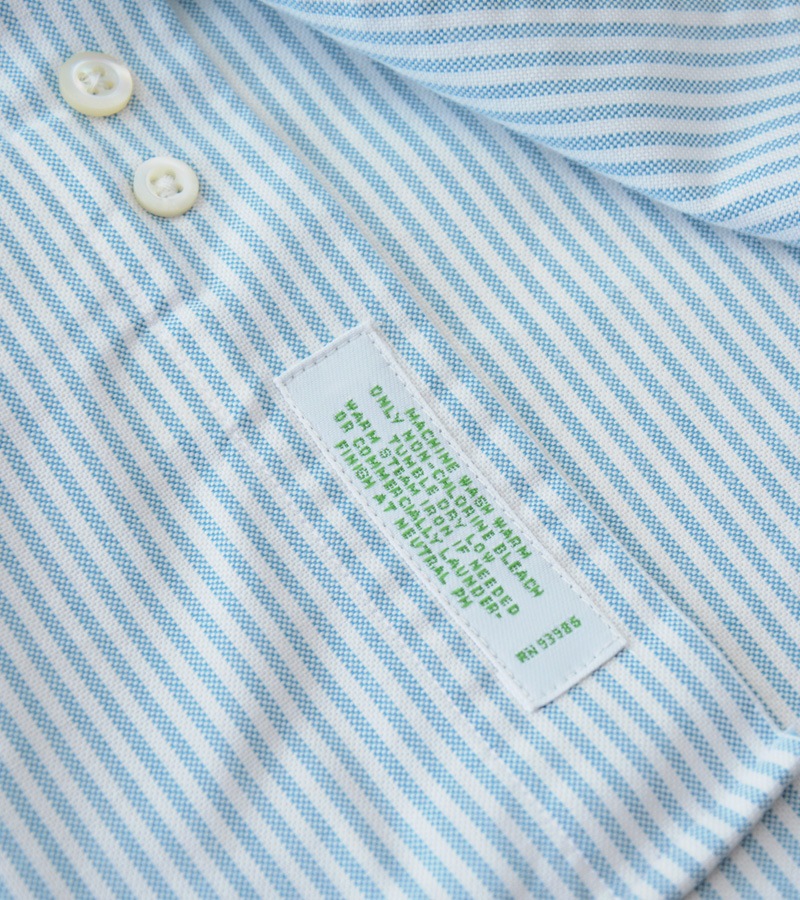 MACHINE WASH WARM
ONLY NON-CHLORINE BLEACH
TUMBLE DRY LOW
WARM STEAM IRON IF NEEDED
OR COMMERCIALLY LAUNDER.
FINISH AT NEUTRAL PH
RN 93986